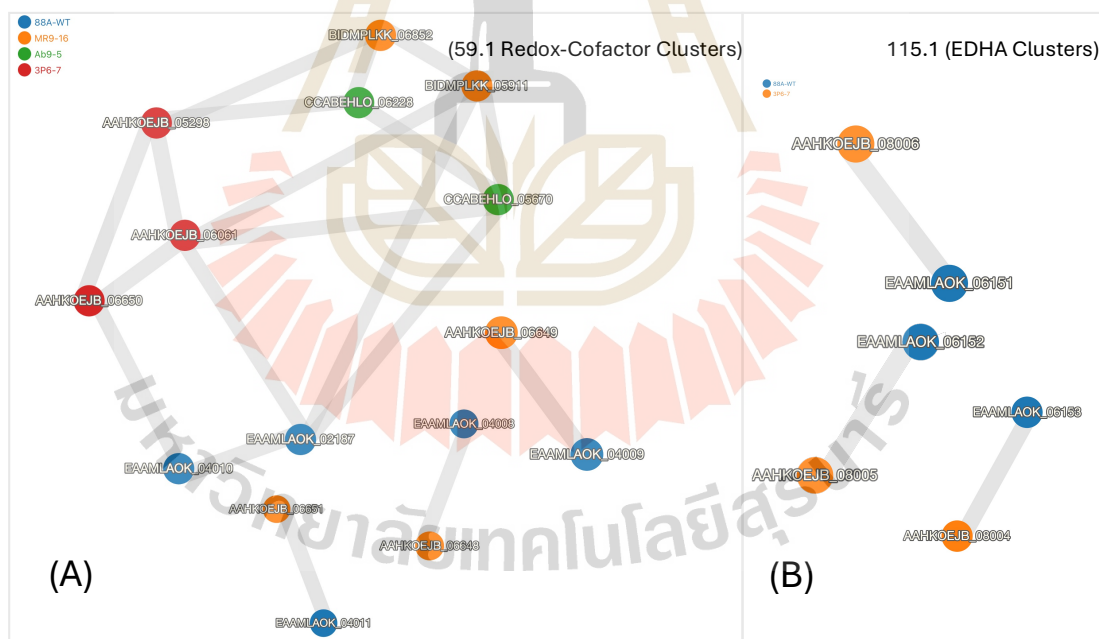 88A-WT
MR9-16
Ab9-5
3P6-7
BIDMPLKK_06852
(59.1 Redox-Cofactor Clusters)
BIDMPLKK_05911
CCABEHLO_06228
AAHKOEJB_05298
CCABEHLO_05670
AAHKOEJB_06061
AAHKOEJB_06650
AAHKOEJB_06649
EAAMLAOK_04008
EAAMLAOK_02187
EAAMLAOK_04009
EAAMLAOK_04010
AAHKOEJB_06651
AAHKOEJB_06648
EAAMLAOK_04011
(A)
115.1 (EDHA Clusters)
88A-WT
3P6-7
AAHKOEJB_08006
EAAMLAOK_06151
EAAMLAOK_06152
EAAMLAOK_06153
AAHKOEJB_08005
AAHKOEJB_08004
(B)
มหาวิทยาลัยเทคโนโลยีสุรนารี